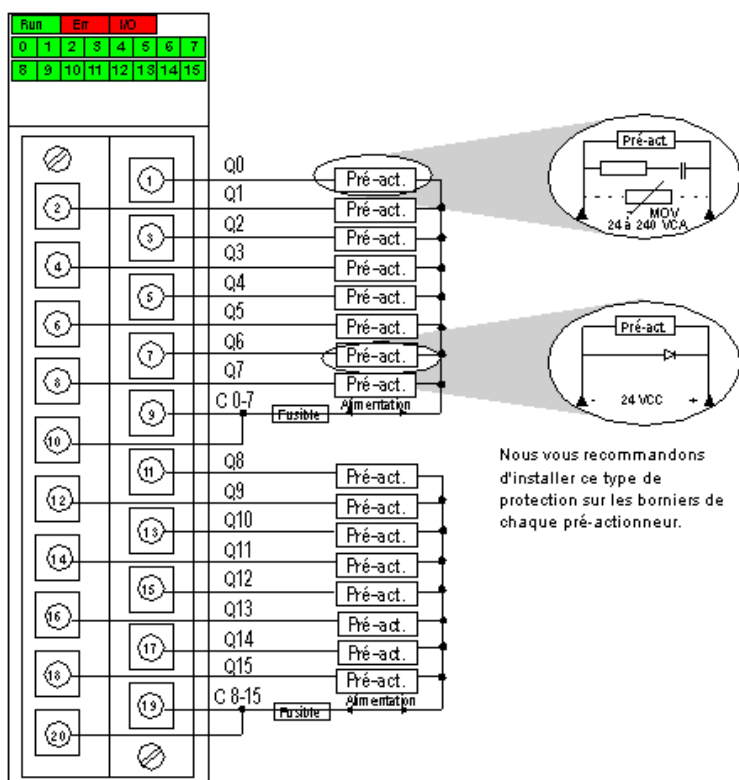 Run Err I/O
0 1 2 3 4 5 6 7
8 9 10 11 12 13 14 15
1 Q0 Pré-act.
2 Q1 Pré-act.
3 Q2 Pré-act.
4 Q3 Pré-act.
5 Q4 Pré-act.
6 Q5 Pré-act.
7 Q6 Pré-act.
8 Q7 Pré-act.
9 C 0-7 Fusible Alimentation
10
11 Q8 Pré-act.
12 Q9 Pré-act.
13 Q10 Pré-act.
14 Q11 Pré-act.
15 Q12 Pré-act.
16 Q13 Pré-act.
17 Q14 Pré-act.
18 Q15 Pré-act.
19 C 8-15 Fusible Alimentation
20
Pré-act.
MOV
24 à 240 VCA
Pré-act.
- 24 VCC +
Nous vous recommandons
d'installer ce type de
protection sur les borniers de
chaque pré-actionneur.